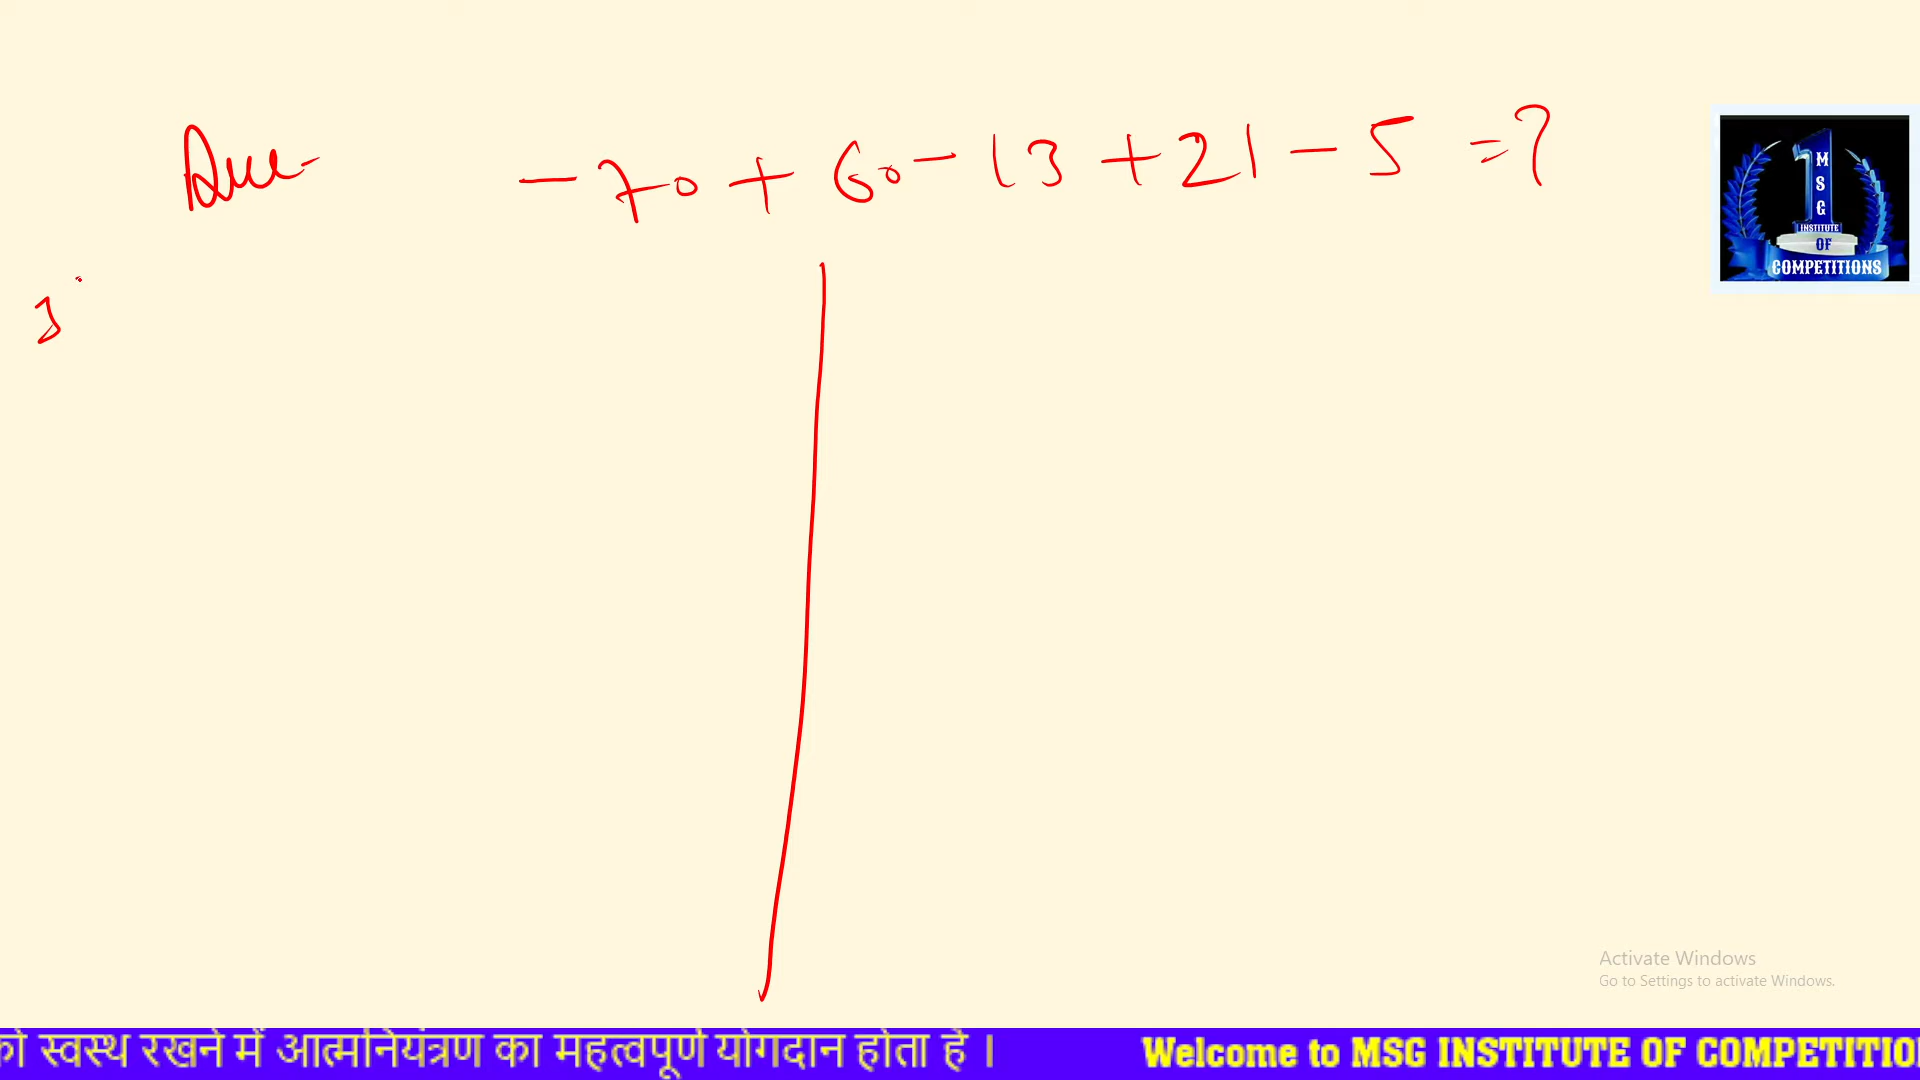 Que- -70 + 60 - 13 + 21 - 5 = ?
M
S
G
INSTITUTE
OF
COMPETITIONS
Activate Windows
Go to Settings to activate Windows.
को स्वस्थ रखने में आत्मनियंत्रण का महत्वपूर्ण योगदान होता है । Welcome to MSG INSTITUTE OF COMPETITIO